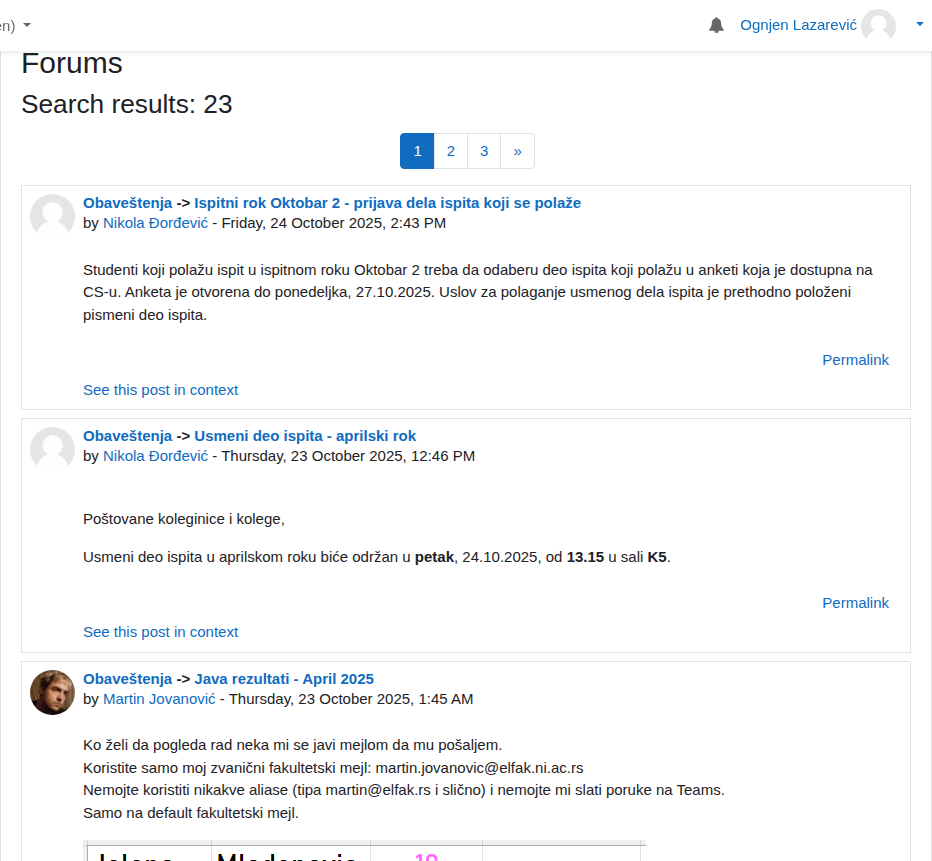 en)
Ognjen Lazarević
Forums
Search results: 23
1 2 3 »
Obaveštenja -> Ispitni rok Oktobar 2 - prijava dela ispita koji se polaže
by Nikola Đorđević - Friday, 24 October 2025, 2:43 PM
Studenti koji polažu ispit u ispitnom roku Oktobar 2 treba da odaberu deo ispita koji polažu u anketi koja je dostupna na
CS-u. Anketa je otvorena do ponedeljka, 27.10.2025. Uslov za polaganje usmenog dela ispita je prethodno položeni
pismeni deo ispita.
Permalink
See this post in context
Obaveštenja -> Usmeni deo ispita - aprilski rok
by Nikola Đorđević - Thursday, 23 October 2025, 12:46 PM
Poštovane koleginice i kolege,
Usmeni deo ispita u aprilskom roku biće održan u petak, 24.10.2025, od 13.15 u sali K5.
Permalink
See this post in context
Obaveštenja -> Java rezultati - April 2025
by Martin Jovanović - Thursday, 23 October 2025, 1:45 AM
Ko želi da pogleda rad neka mi se javi mejlom da mu pošaljem.
Koristite samo moj zvanični fakultetski mejl: martin.jovanovic@elfak.ni.ac.rs
Nemojte koristiti nikakve aliase (tipa martin@elfak.rs i slično) i nemojte mi slati poruke na Teams.
Samo na default fakultetski mejl.